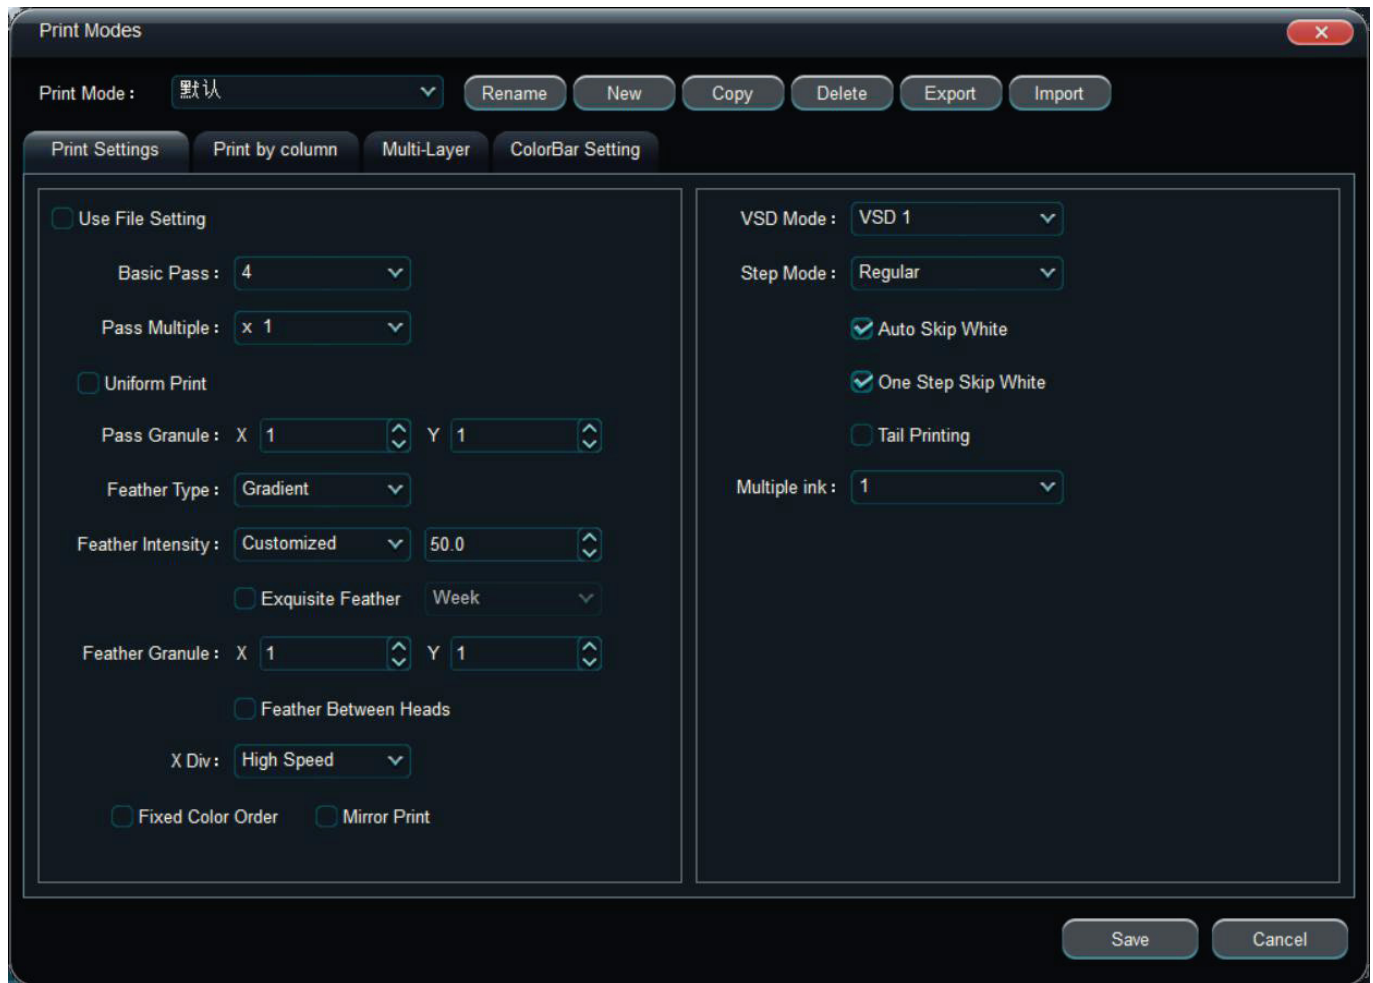 Print Modes
Print Mode : 默认 Rename New Copy Delete Export Import
Print Settings Print by column Multi-Layer ColorBar Setting
Use File Setting
Basic Pass : 4
Pass Multiple : x 1
Uniform Print
Pass Granule : X 1 Y 1
Feather Type : Gradient
Feather Intensity : Customized 50.0
Exquisite Feather Week
Feather Granule : X 1 Y 1
Feather Between Heads
X Div : High Speed
Fixed Color Order Mirror Print
VSD Mode : VSD 1
Step Mode : Regular
Auto Skip White
One Step Skip White
Tail Printing
Multiple ink : 1
Save Cancel